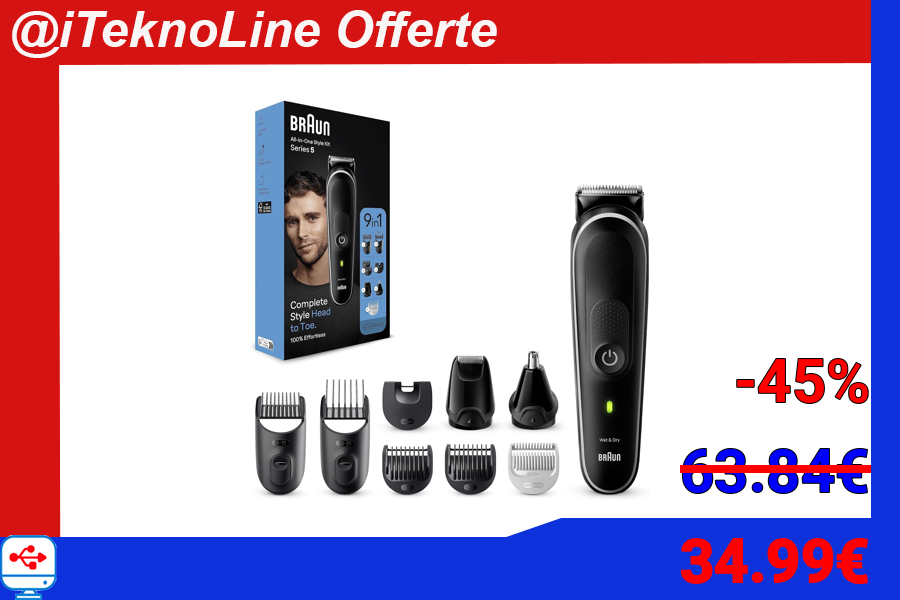 @iTeknoLine Offerte
BRAUN
All-in-One Style Kit
Series 5
9in1
Complete
Style Head
to Toe.
100% Effortless
Wet & Dry
BRAUN
-45%
63.84€
34.99€